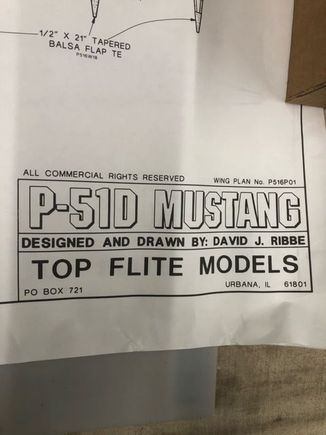 1/2" X 21" TAPERED
BALSA FLAP TE
P516W18
ALL COMMERCIAL RIGHTS RESERVED WING PLAN No. P516P01
P-51D MUSTANG
DESIGNED AND DRAWN BY: DAVID J. RIBBE
TOP FLITE MODELS
PO BOX 721 URBANA, IL 61801